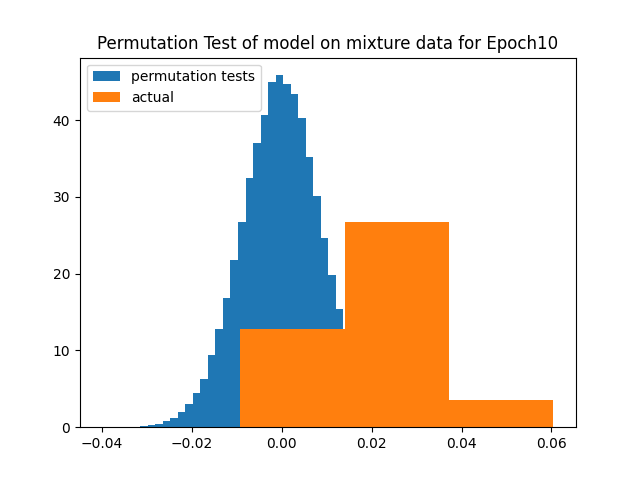 Permutation Test of model on mixture data for Epoch10
permutation tests
actual
40
30
20
10
0
−0.04 −0.02 0.00 0.02 0.04 0.06